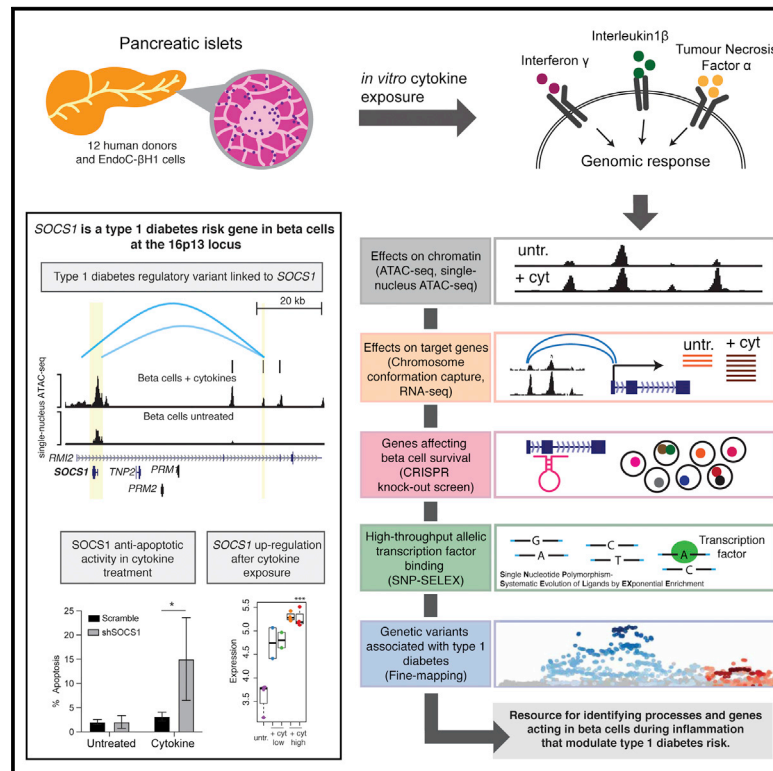 Pancreatic islets
12 human donors
and EndoC-βH1 cells
in vitro cytokine
exposure
Interferon γ
Interleukin1β
Tumour Necrosis
Factor α
Genomic response
SOCS1 is a type 1 diabetes risk gene in beta cells
at the 16p13 locus
Type 1 diabetes regulatory variant linked to SOCS1
20 kb
single-nucleus ATAC-seq
Beta cells + cytokines
Beta cells untreated
RMI2
SOCS1
TNP2
PRM1
PRM2
SOCS1 anti-apoptotic
activity in cytokine
treatment
% Apoptosis
25
20
15
10
5
0
Scramble
shSOCS1
*
Untreated
Cytokine
SOCS1 up-regulation
after cytokine
exposure
Expression
5.0
4.5
4.0
3.5
***
untr.
+ cyt
low
+ cyt
high
Effects on chromatin
(ATAC-seq, single-
nucleus ATAC-seq)
untr.
+ cyt
Effects on target genes
(Chromosome
conformation capture,
RNA-seq)
untr.
+ cyt
Genes affecting
beta cell survival
(CRISPR
knock-out screen)
High-throughput allelic
transcription factor
binding
(SNP-SELEX)
G
A
C
T
A
C
Transcription
factor
Single Nucleotide Polymorphism-
Systematic Evolution of Ligands by EXponential Enrichment
Genetic variants
associated with type 1
diabetes
(Fine-mapping)
Resource for identifying processes and genes
acting in beta cells during inflammation
that modulate type 1 diabetes risk.